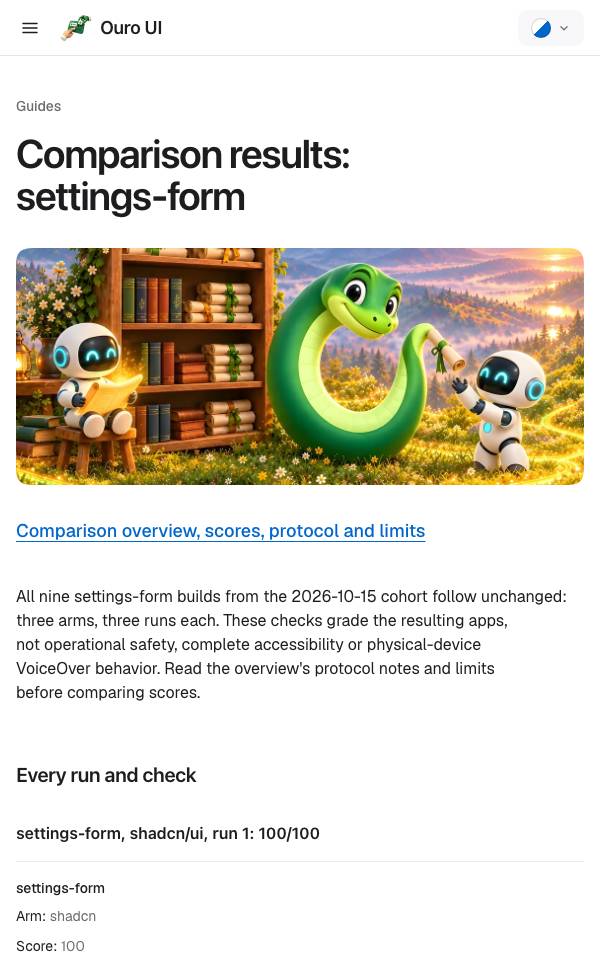 Ouro UI
Guides
Comparison results:
settings-form
Comparison overview, scores, protocol and limits
All nine settings-form builds from the 2026-10-15 cohort follow unchanged:
three arms, three runs each. These checks grade the resulting apps,
not operational safety, complete accessibility or physical-device
VoiceOver behavior. Read the overview's protocol notes and limits
before comparing scores.
Every run and check
settings-form, shadcn/ui, run 1: 100/100
settings-form
Arm: shadcn
Score: 100